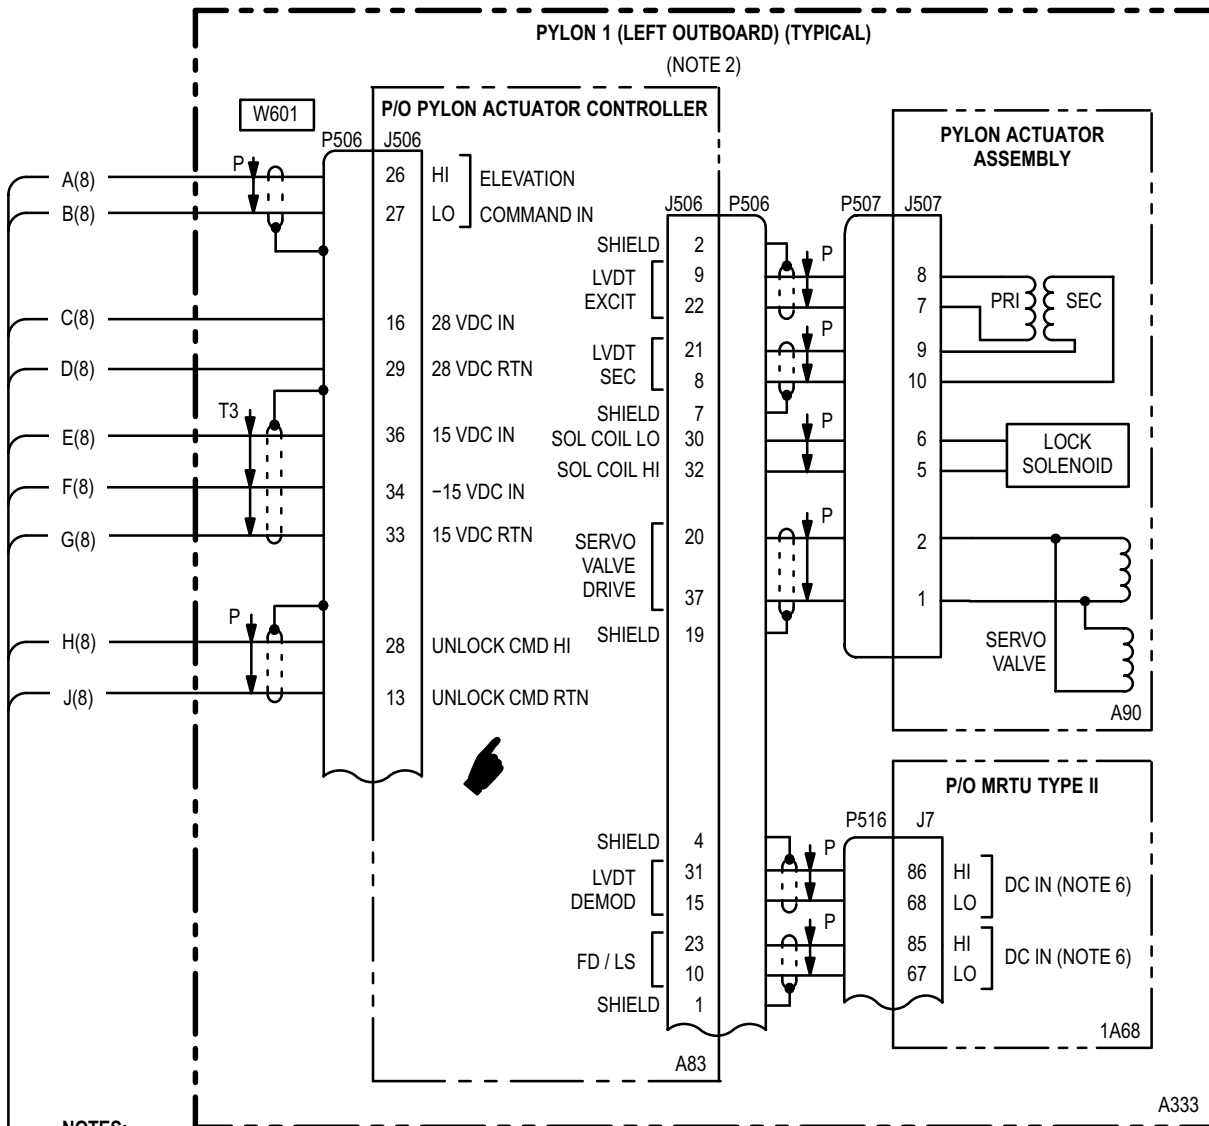 PYLON 1 (LEFT OUTBOARD) (TYPICAL)
(NOTE 2)
W601
P/O PYLON ACTUATOR CONTROLLER
P506 J506
P
A(8) 26 HI ELEVATION
B(8) 27 LO COMMAND IN
C(8) 16 28 VDC IN
D(8) 29 28 VDC RTN
T3
E(8) 36 15 VDC IN
F(8) 34 −15 VDC IN
G(8) 33 15 VDC RTN
P
H(8) 28 UNLOCK CMD HI
J(8) 13 UNLOCK CMD RTN
J506 P506
SHIELD 2
P
LVDT 9
EXCIT 22
P
LVDT 21
SEC 8
SHIELD 7
P
SOL COIL LO 30
SOL COIL HI 32
P
SERVO 20
VALVE
DRIVE 37
SHIELD 19
SHIELD 4
P
LVDT 31
DEMOD 15
P
FD / LS 23
10
SHIELD 1
A83
PYLON ACTUATOR
ASSEMBLY
P507 J507
8
7 PRI SEC
9
10
6 LOCK
5 SOLENOID
2
1
SERVO
VALVE
A90
P/O MRTU TYPE II
P516 J7
86 HI DC IN (NOTE 6)
68 LO
85 HI DC IN (NOTE 6)
67 LO
1A68
A333
NOTES: